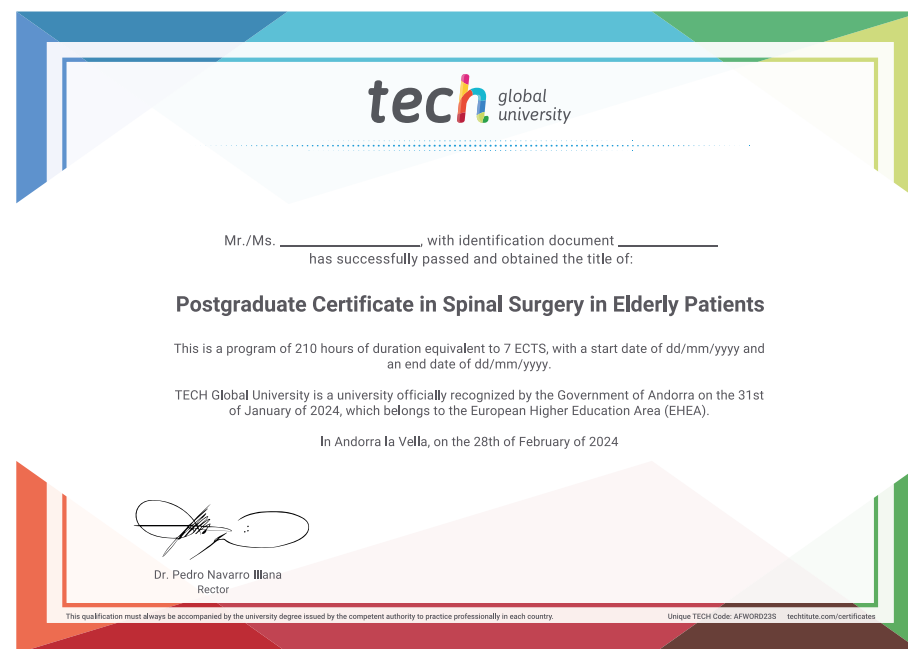 tech global university
Mr./Ms. ____________, with identification document ____________
has successfully passed and obtained the title of:
Postgraduate Certificate in Spinal Surgery in Elderly Patients
This is a program of 210 hours of duration equivalent to 7 ECTS, with a start date of dd/mm/yyyy and
an end date of dd/mm/yyyy.
TECH Global University is a university officially recognized by the Government of Andorra on the 31st
of January of 2024, which belongs to the European Higher Education Area (EHEA).
In Andorra la Vella, on the 28th of February of 2024
Dr. Pedro Navarro Illana
Rector
This qualification must always be accompanied by the university degree issued by the competent authority to practice professionally in each country.
Unique TECH Code: AFWORD23S techtitute.com/certificates